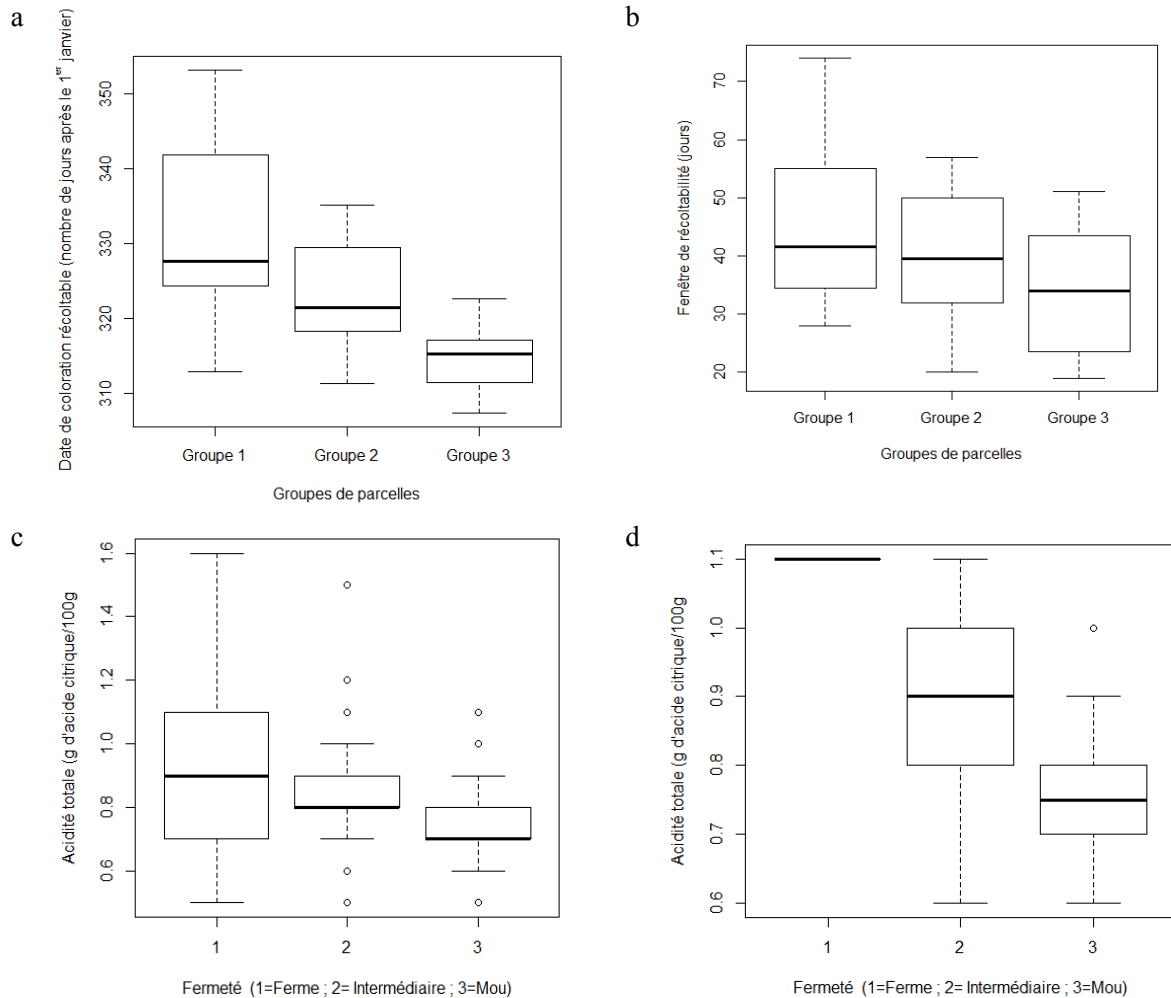 a
Date de coloration récoltable (nombre de jours après le 1er janvier)
350
340
330
320
310
Groupe 1 Groupe 2 Groupe 3
Groupes de parcelles
b
Fenêtre de récoltabilité (jours)
70
60
50
40
30
20
Groupe 1 Groupe 2 Groupe 3
Groupes de parcelles
c
Acidité totale (g d'acide citrique/100g
1.6
1.4
1.2
1.0
0.8
0.6
1 2 3
Fermeté (1=Ferme ; 2= Intermédiaire ; 3=Mou)
d
Acidité totale (g d'acide citrique/100g
1.1
1.0
0.9
0.8
0.7
0.6
1 2 3
Fermeté (1=Ferme ; 2= Intermédiaire ; 3=Mou)